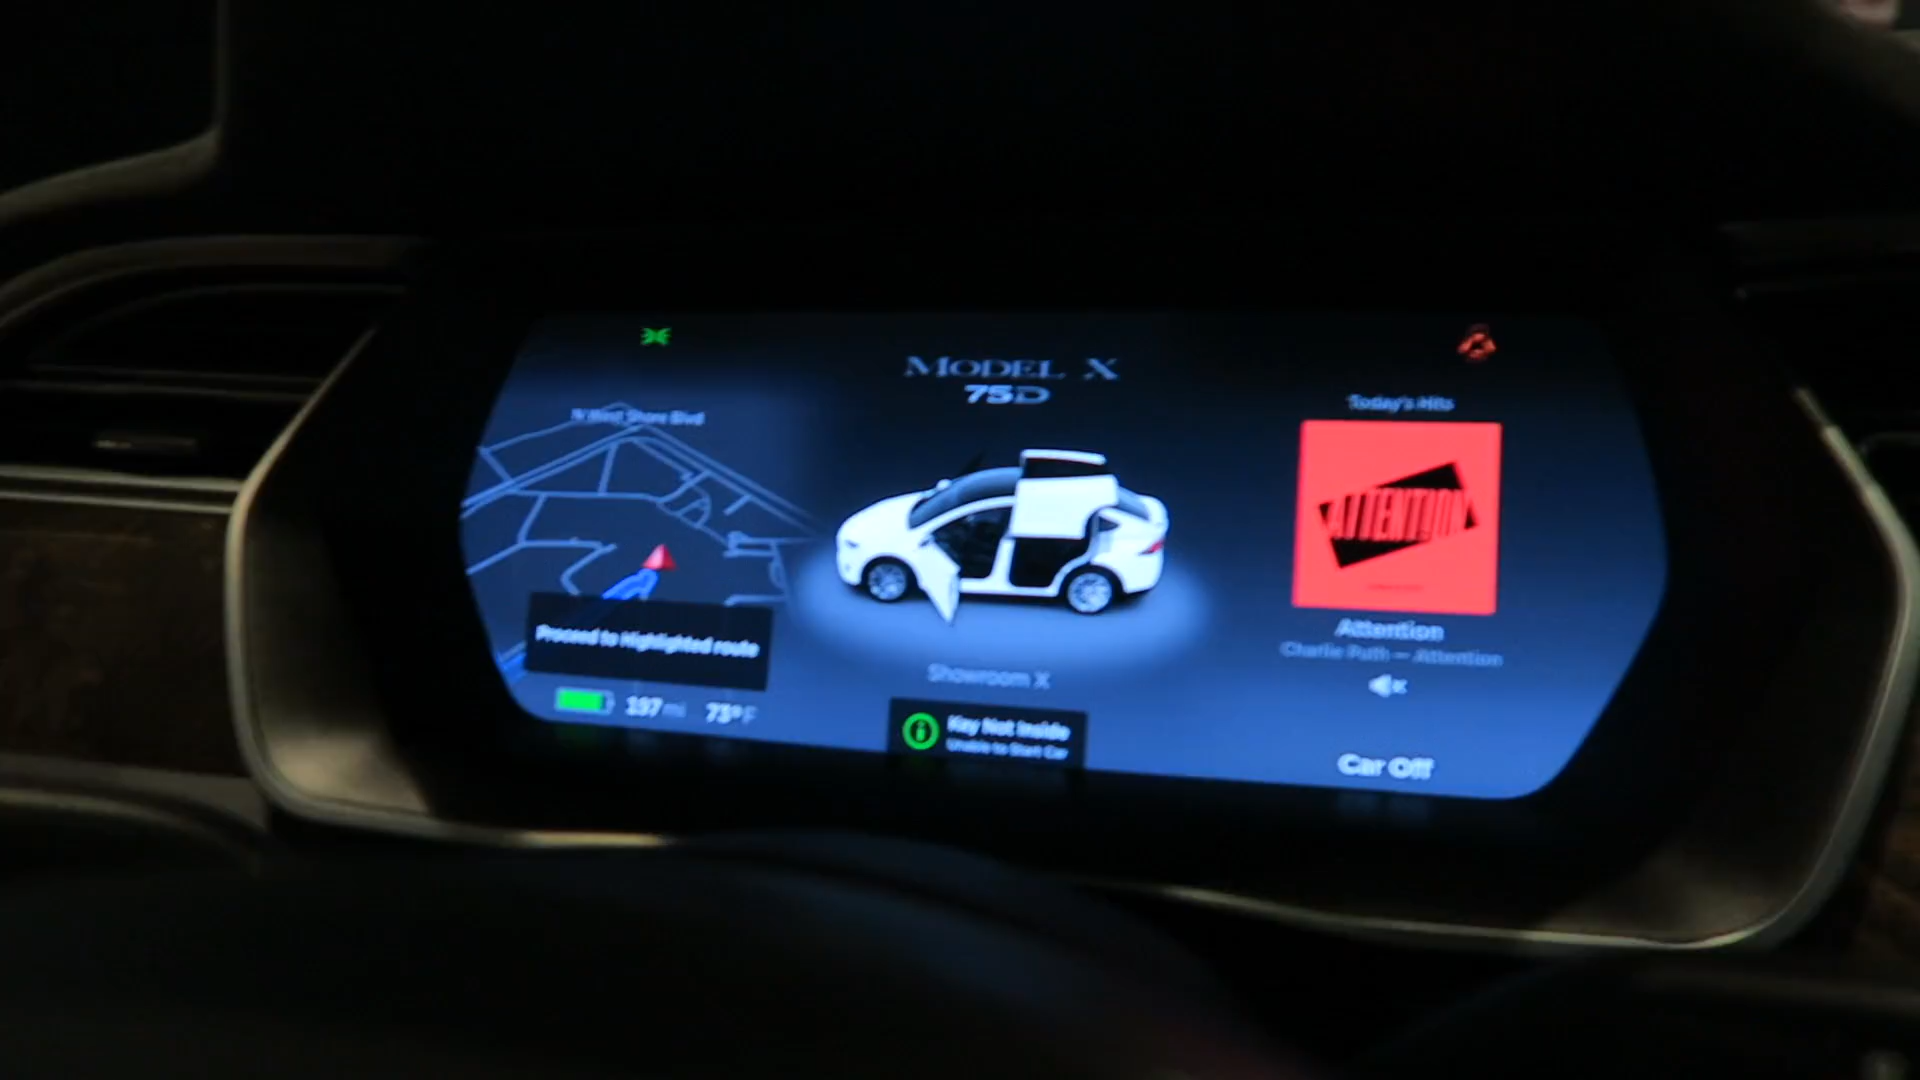 MODEL X
75D
N West Shore Blvd
Proceed to Highlighted route
197 mi 73°F
Showroom X
Key Not Inside
Unable to Start Car
Today's Hits
ATTENTION
Attention
Charlie Puth — Attention
Car Off